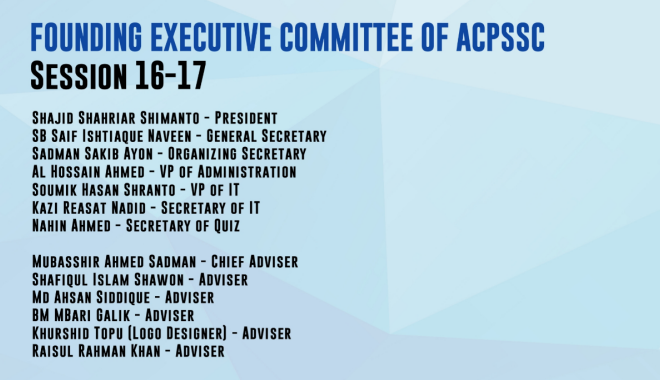 FOUNDING EXECUTIVE COMMITTEE OF ACPSSC
SESSION 16-17
SHAJID SHAHRIAR SHIMANTO - PRESIDENT
SB SAIF ISHTIAQUE NAVEEN - GENERAL SECRETARY
SADMAN SAKIB AYON - ORGANIZING SECRETARY
AL HOSSAIN AHMED - VP OF ADMINISTRATION
SOUMIK HASAN SHRANTO - VP OF IT
KAZI REASAT NADID - SECRETARY OF IT
NAHIN AHMED - SECRETARY OF QUIZ
MUBASSHIR AHMED SADMAN - CHIEF ADVISER
SHAFIQUL ISLAM SHAWON - ADVISER
MD AHSAN SIDDIQUE - ADVISER
BM MBARI GALIK - ADVISER
KHURSHID TOPU (LOGO DESIGNER) - ADVISER
RAISUL RAHMAN KHAN - ADVISER